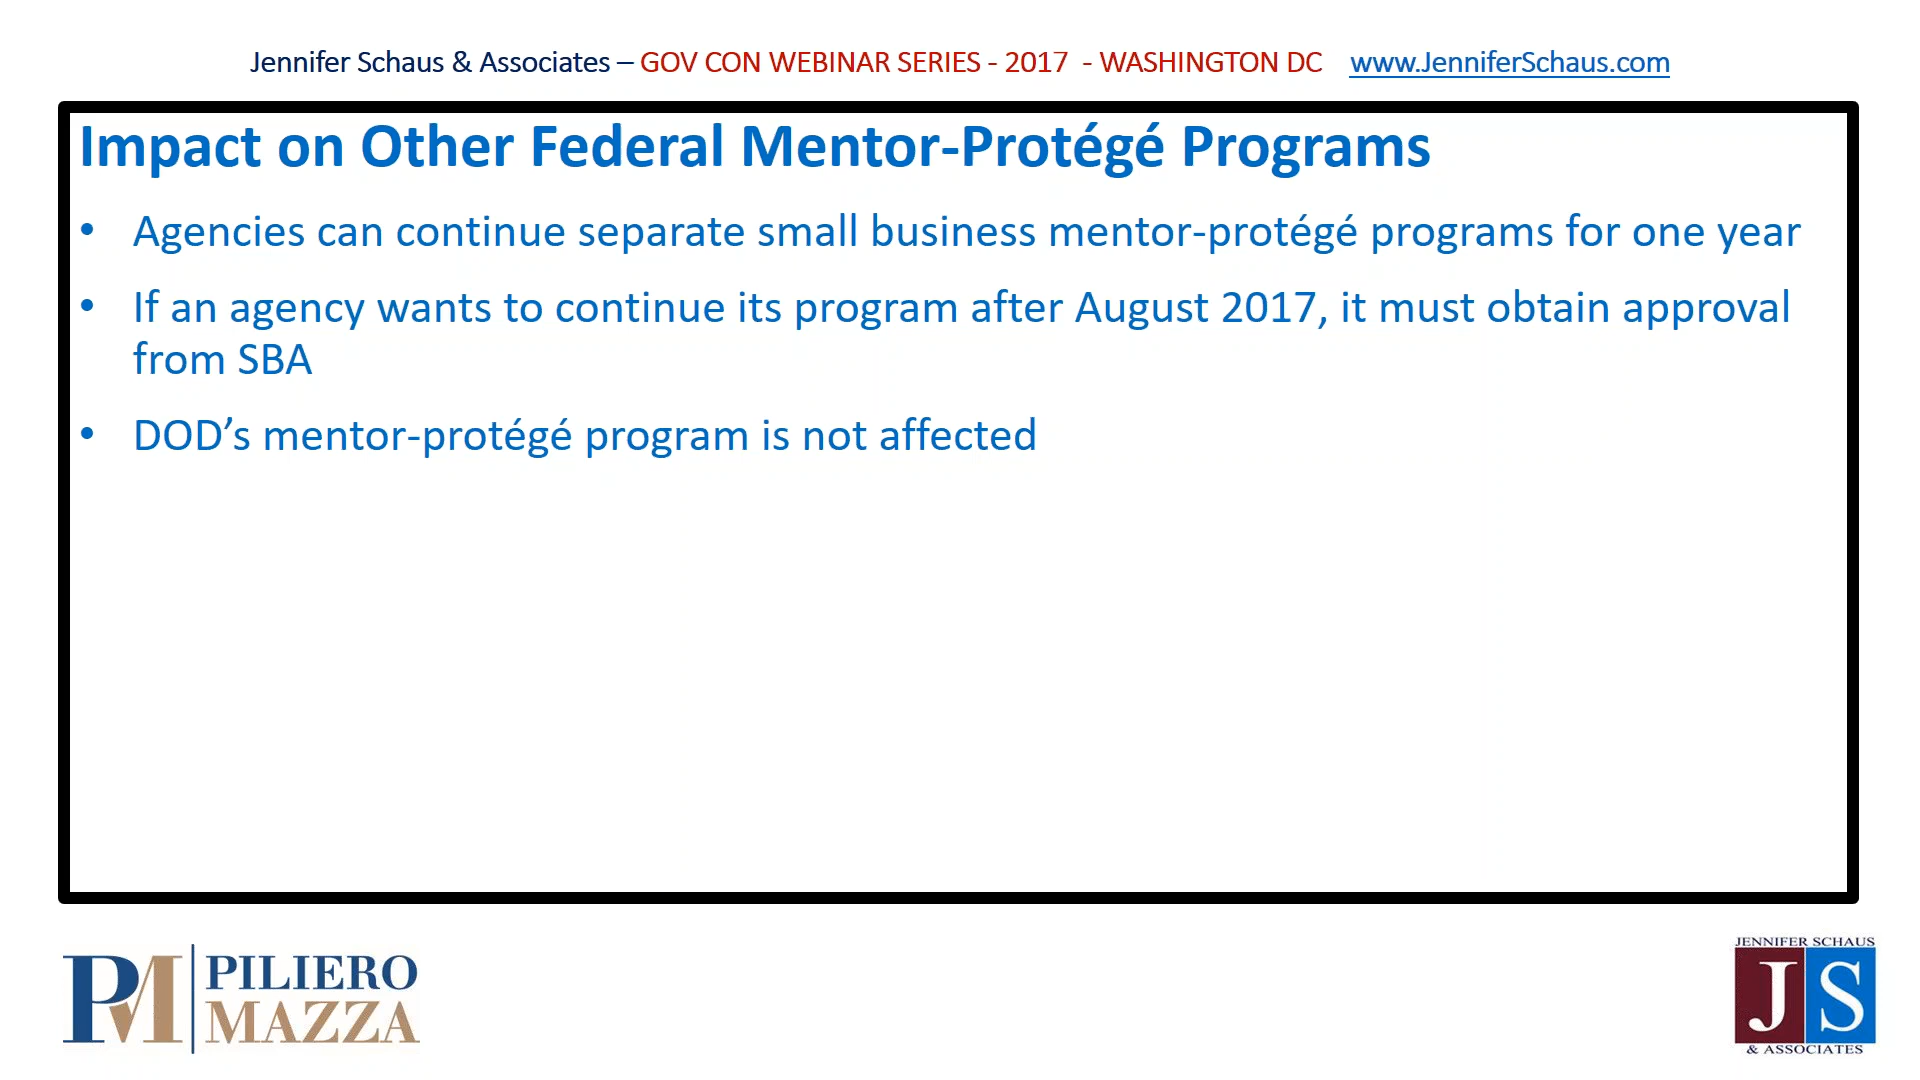 Jennifer Schaus & Associates – GOV CON WEBINAR SERIES - 2017 - WASHINGTON DC www.JenniferSchaus.com
Impact on Other Federal Mentor-Protégé Programs
• Agencies can continue separate small business mentor-protégé programs for one year
• If an agency wants to continue its program after August 2017, it must obtain approval
from SBA
• DOD’s mentor-protégé program is not affected
PM PILIERO
MAZZA
JENNIFER SCHAUS
JS
& ASSOCIATES